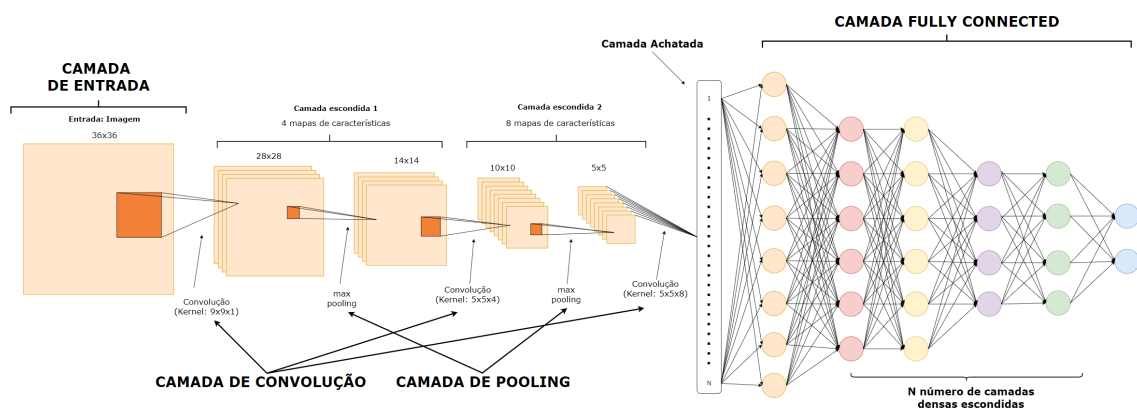 CAMADA FULLY CONNECTED
Camada Achatada
CAMADA
DE ENTRADA
Entrada: Imagem
36x36
Camada escondida 1
4 mapas de características
28x28
14x14
Camada escondida 2
8 mapas de características
10x10
5x5
1
N
Convolução
(Kernel: 9x9x1)
max
pooling
Convolução
(Kernel: 5x5x4)
max
pooling
Convolução
(Kernel: 5x5x8)
CAMADA DE CONVOLUÇÃO
CAMADA DE POOLING
N número de camadas
densas escondidas